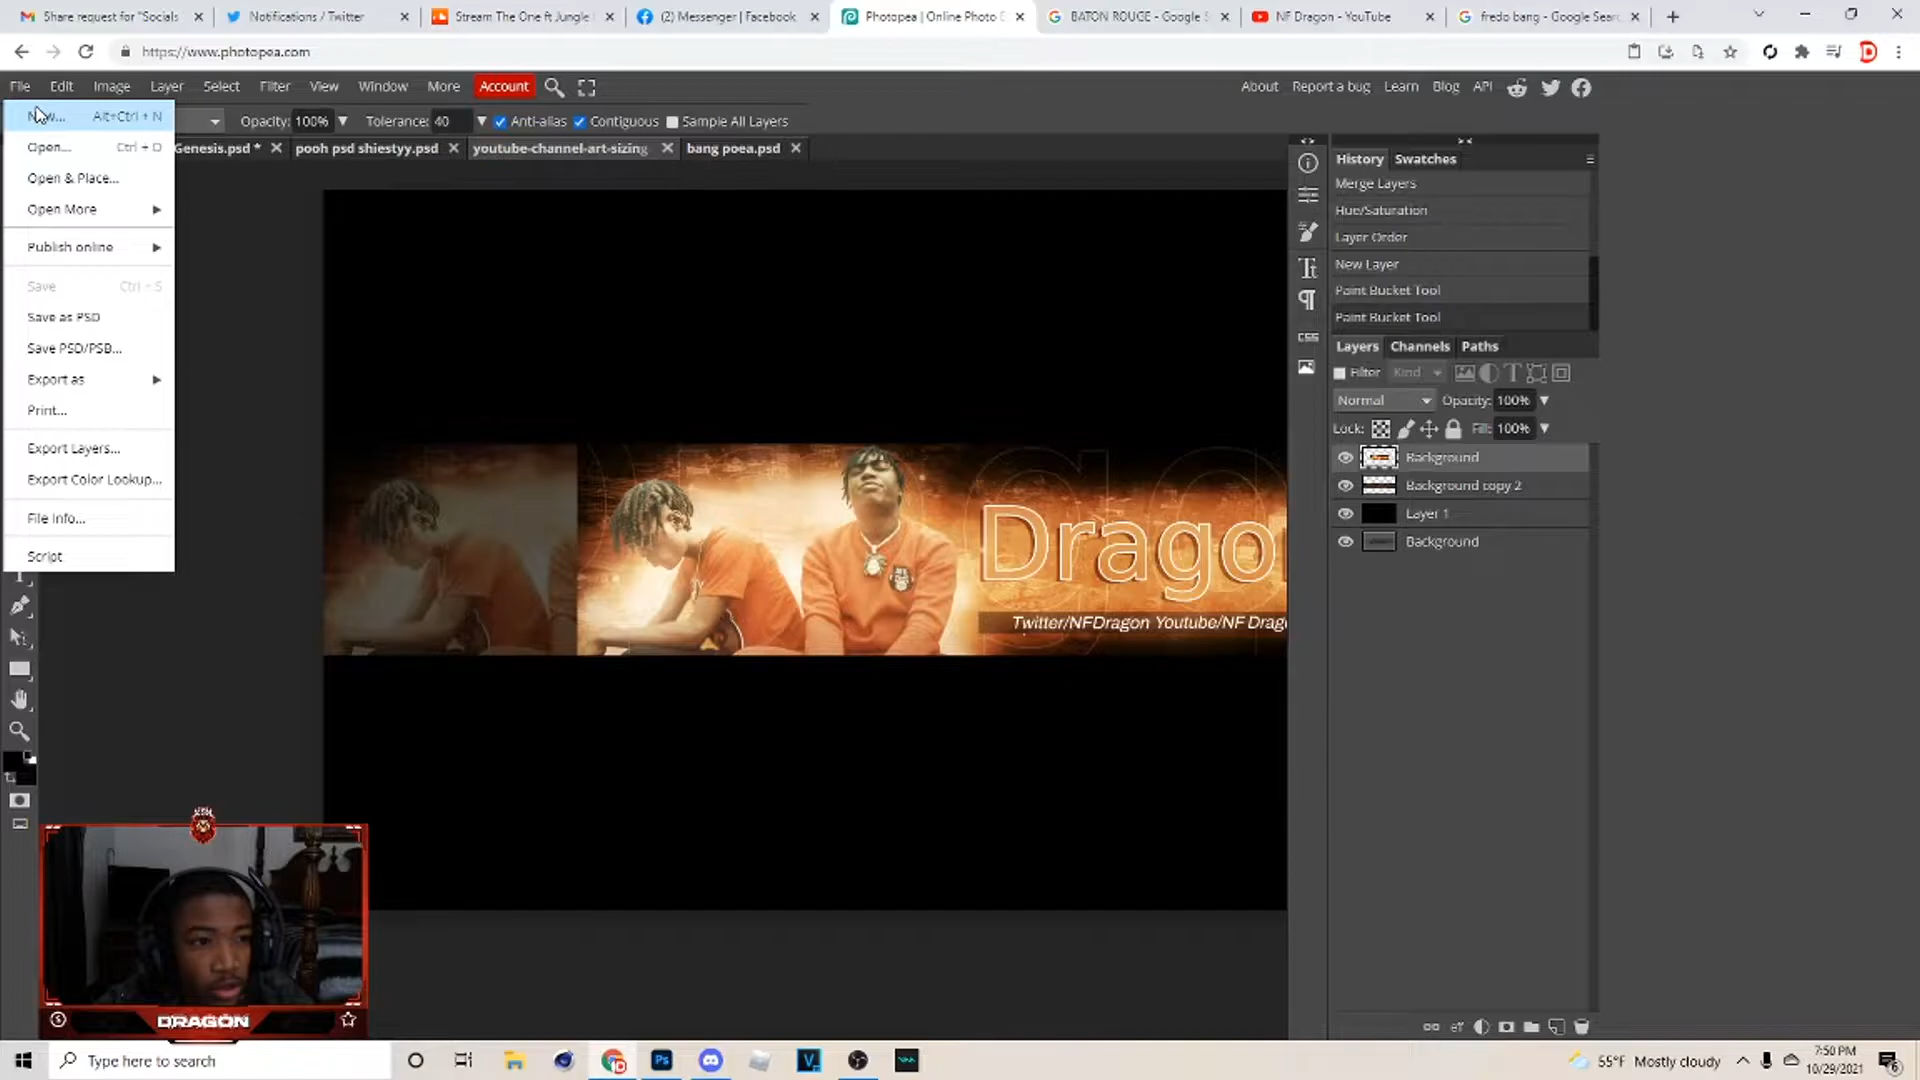 Share request for "Socials
Notifications / Twitter
Stream The One ft Jungle
(2) Messenger | Facebook
Photopea | Online Photo E
BATON ROUGE - Google S
NF Dragon - YouTube
fredo bang - Google Sear
https://www.photopea.com
File Edit Image Layer Select Filter View Window More Account
About Report a bug Learn Blog API
Opacity: 100% Tolerance: 40 Anti-alias Contiguous Sample All Layers
Genesis.psd * pooh psd shiestyy.psd youtube-channel-art-sizing bang poea.psd
New... Alt+Ctrl + N
Open... Ctrl + O
Open & Place...
Open More
Publish online
Save Ctrl + S
Save as PSD
Save PSD/PSB...
Export as
Print...
Export Layers...
Export Color Lookup...
File Info...
Script
History Swatches
Merge Layers
Hue/Saturation
Layer Order
New Layer
Paint Bucket Tool
Paint Bucket Tool
CSS
Layers Channels Paths
Filter Kind
Normal Opacity: 100%
Lock: Fill: 100%
Background
Background copy 2
Layer 1
Background
Drago
Twitter/NFDragon Youtube/NF Drago
DRAGON
Type here to search
55°F Mostly cloudy
7:50 PM
10/29/2021